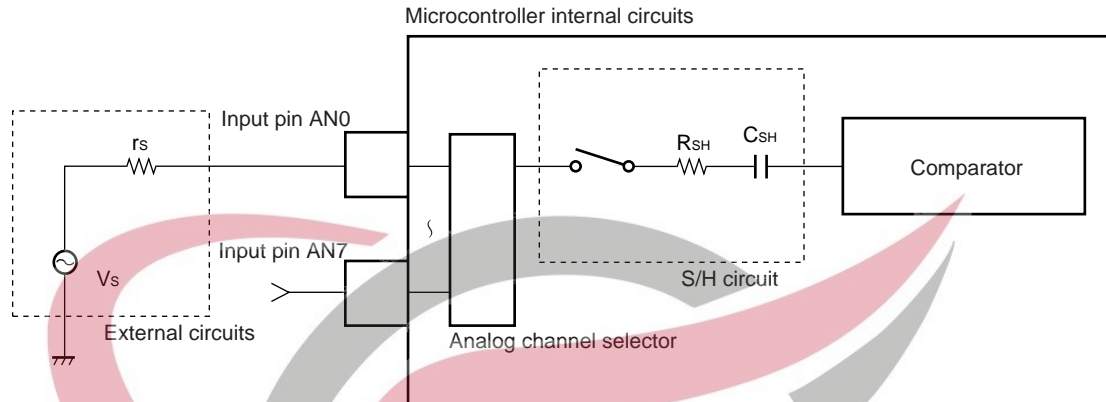 Microcontroller internal circuits
Input pin AN0
rS
RSH
CSH
Comparator
Input pin AN7
VS
S/H circuit
External circuits
Analog channel selector